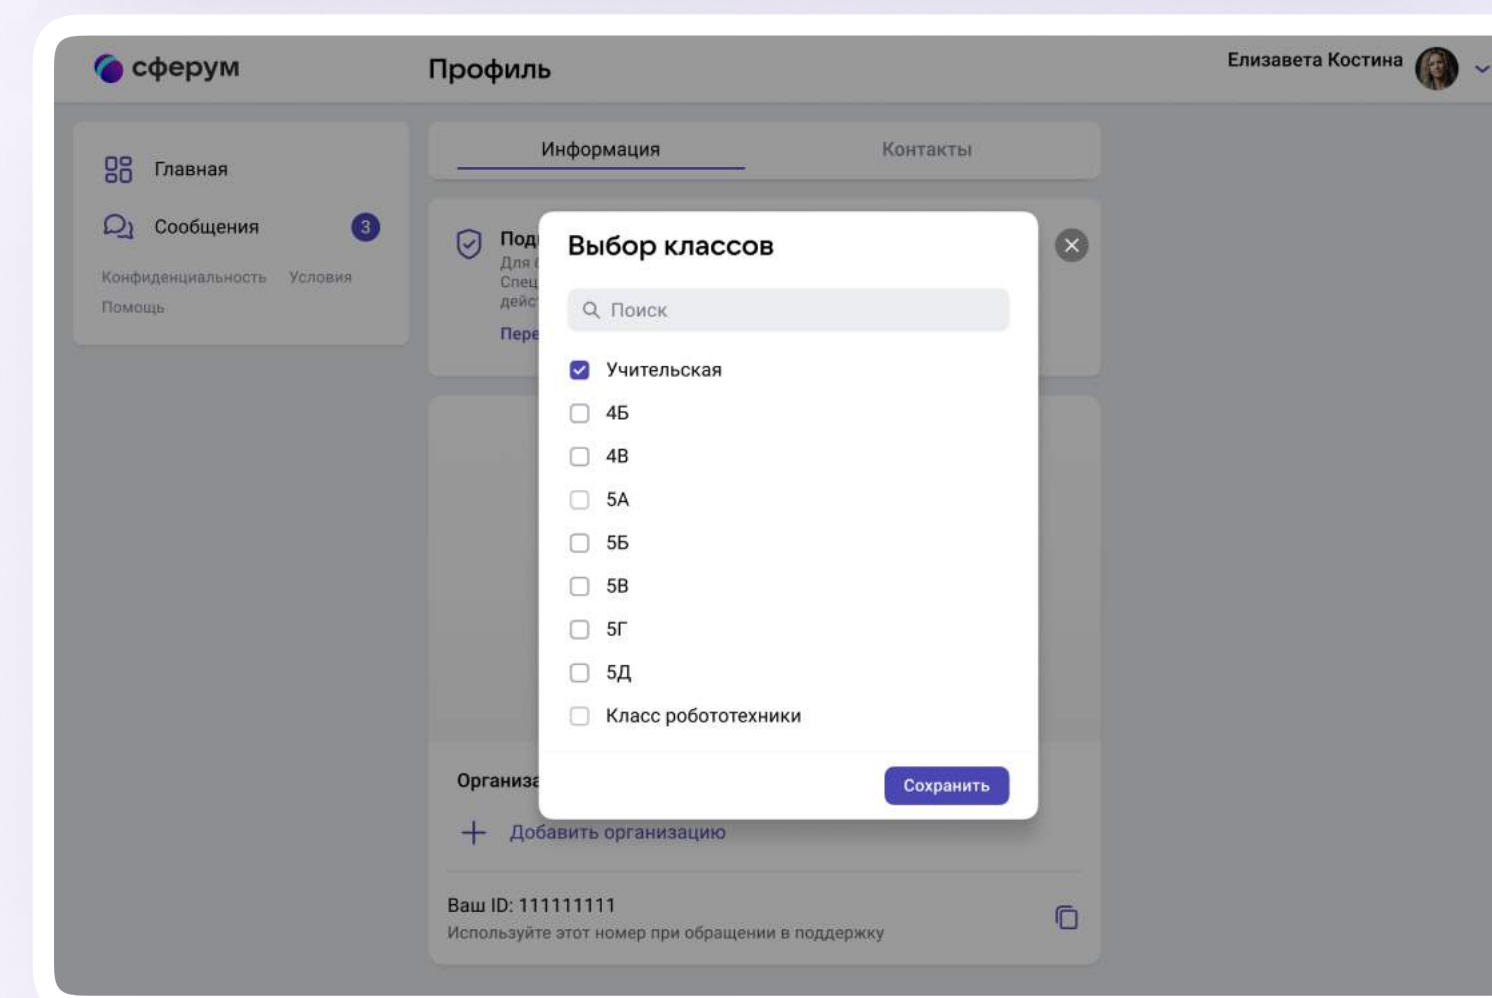 сферум
Профиль
Елизавета Костина
Главная
Сообщения
3
Конфиденциальность Условия
Помощь
Информация
Контакты
Для
Выбор классов
Поиск
Учительская
4Б
4В
5А
5Б
5В
5Г
5Д
Класс робототехники
Сохранить
Добавить организацию
Ваш ID: 111111111
Используйте этот номер при обращении в поддержку